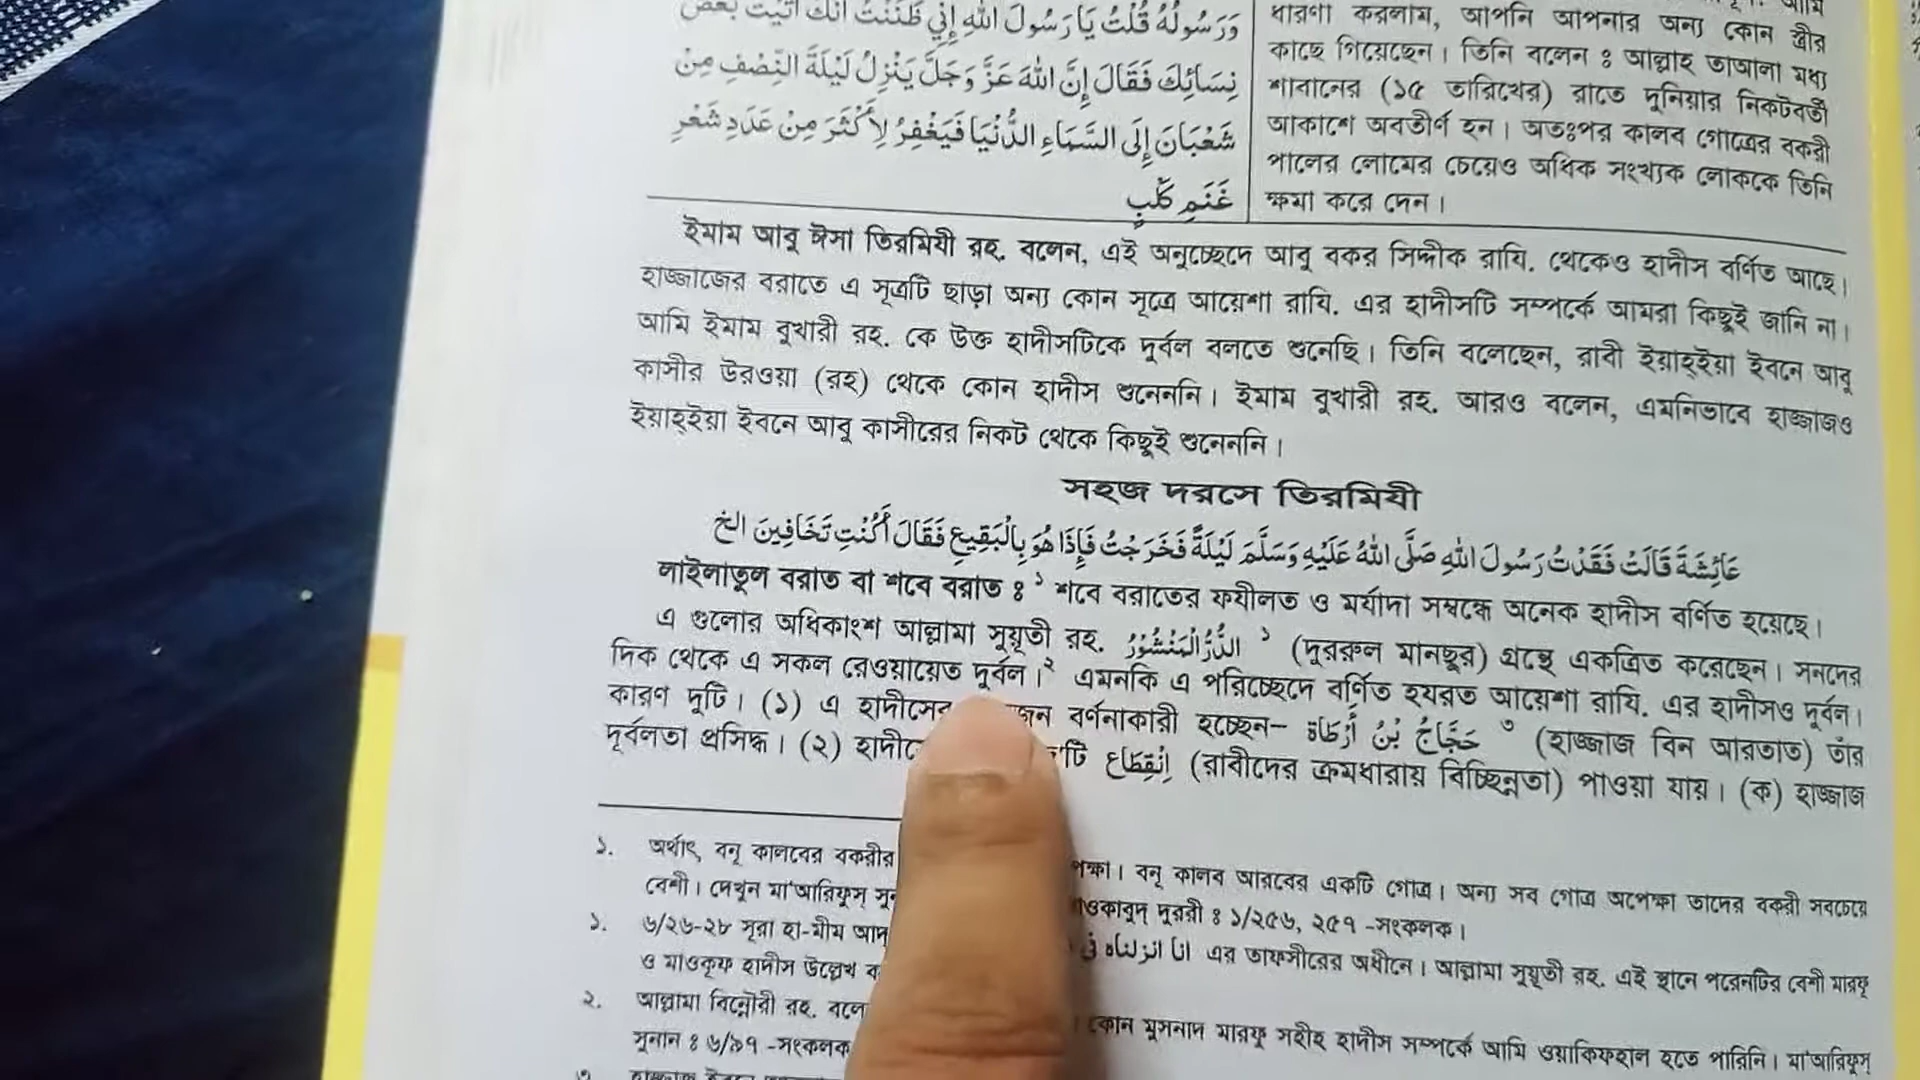 وَرَسُولُهُ قُلْتُ يَا رَسُولَ اللهِ إِنِّي ظَنَنْتُ أَنَّكَ أَتَيْتَ بَعْضَ
نِسَائِكَ فَقَالَ إِنَّ اللهَ عَزَّ وَجَلَّ يَنْزِلُ لَيْلَةَ النِّصْفِ مِنْ
شَعْبَانَ إِلَى السَّمَاءِ الدُّنْيَا فَيَغْفِرُ لِأَكْثَرَ مِنْ عَدَدِ شَعْرِ
غَنَمِ كَلْبٍ
ধারণা করলাম, আপনি আপনার অন্য কোন স্ত্রীর
কাছে গিয়েছেন। তিনি বলেন ঃ আল্লাহ তাআলা মধ্য
শাবানের (১৫ তারিখের) রাতে দুনিয়ার নিকটবর্তী
আকাশে অবতীর্ণ হন। অতঃপর কালব গোত্রের বকরী
পালের লোমের চেয়েও অধিক সংখ্যক লোককে তিনি
ক্ষমা করে দেন।
ইমাম আবু ঈসা তিরমিযী রহ. বলেন, এই অনুচ্ছেদে আবু বকর সিদ্দীক রাযি. থেকেও হাদীস বর্ণিত আছে।
হাজ্জাজের বরাতে এ সূত্রটি ছাড়া অন্য কোন সূত্রে আয়েশা রাযি. এর হাদীসটি সম্পর্কে আমরা কিছুই জানি না।
আমি ইমাম বুখারী রহ. কে উক্ত হাদীসটিকে দুর্বল বলতে শুনেছি। তিনি বলেছেন, রাবী ইয়াহ্ইয়া ইবনে আবু
কাসীর উরওয়া (রহ) থেকে কোন হাদীস শুনেননি। ইমাম বুখারী রহ. আরও বলেন, এমনিভাবে হাজ্জাজও
ইয়াহ্ইয়া ইবনে আবু কাসীরের নিকট থেকে কিছুই শুনেননি।
সহজ দরসে তিরমিযী
عَائِشَةَ قَالَتْ فَقَدْتُ رَسُولَ اللهِ صَلَّى اللهُ عَلَيْهِ وَسَلَّمَ لَيْلَةً فَخَرَجْتُ فَإِذَا هُوَ بِالْبَقِيعِ فَقَالَ أَكُنْتِ تَخَافِينَ الخ
লাইলাতুল বরাত বা শবে বরাত ঃ ১ শবে বরাতের ফযীলত ও মর্যাদা সম্বন্ধে অনেক হাদীস বর্ণিত হয়েছে।
এ গুলোর অধিকাংশ আল্লামা সুয়ূতী রহ. الدُّرُّالْمَنْثُوْرُ ১ (দুররুল মানছুর) গ্রন্থে একত্রিত করেছেন। সনদের
দিক থেকে এ সকল রেওয়ায়েত দুর্বল।২ এমনকি এ পরিচ্ছেদে বর্ণিত হযরত আয়েশা রাযি. এর হাদীসও দুর্বল।
কারণ দুটি। (১) এ হাদীসের জন বর্ণনাকারী হচ্ছেন– حَجَّاجُ بْنُ أَرْطَاةَ ৩ (হাজ্জাজ বিন আরতাত) তাঁর
দূর্বলতা প্রসিদ্ধ। (২) হাদীসে টি اِنْقِطَاع (রাবীদের ক্রমধারায় বিচ্ছিন্নতা) পাওয়া যায়। (ক) হাজ্জাজ
১. অর্থাৎ, বনূ কালবের বকরীর বনূ কালব আরবের একটি গোত্র। অন্য সব গোত্র অপেক্ষা তাদের বকরী সবচেয়ে
বেশী। দেখুন মা'আরিফুস্ দুররী ঃ ১/২৫৬, ২৫৭ -সংকলক।
১. ৬/২৬-২৮ সূরা হা-মীম انا انزلناه فى এর তাফসীরের অধীনে। আল্লামা সুয়ূতী রহ. এই স্থানে পনেরটির বেশী মারফূ
ও মাওকূফ হাদীস উল্লেখ
২. আল্লামা বিন্নৌরী রহ. কোন মুসনাদ মারফূ সহীহ হাদীস সম্পর্কে আমি ওয়াকিফহাল হতে পারিনি। মা'আরিফুস্
সুনান ঃ ৬/৯৭ -সংকলক